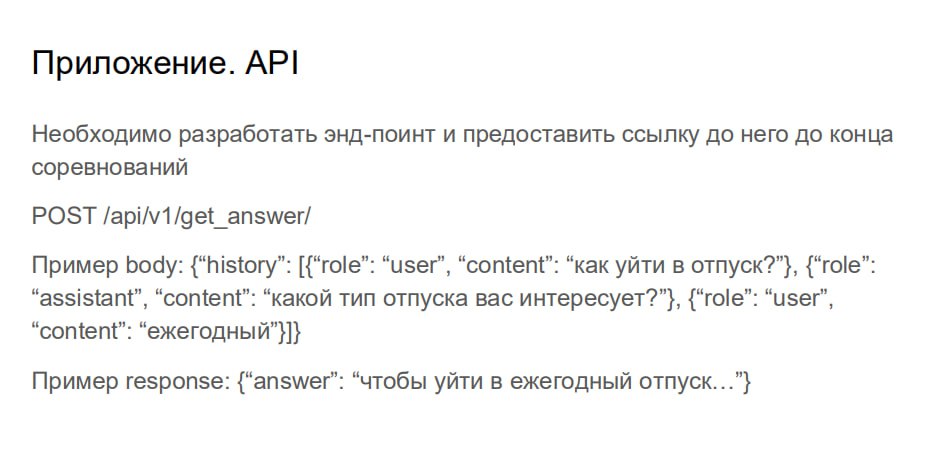 Приложение. API
Необходимо разработать энд-поинт и предоставить ссылку до него до конца
соревнований
POST /api/v1/get_answer/
Пример body: {“history”: [{“role”: “user”, “content”: “как уйти в отпуск?”}, {“role”:
“assistant”, “content”: “какой тип отпуска вас интересует?”}, {“role”: “user”,
“content”: “ежегодный”}]}
Пример response: {“answer”: “чтобы уйти в ежегодный отпуск…”}